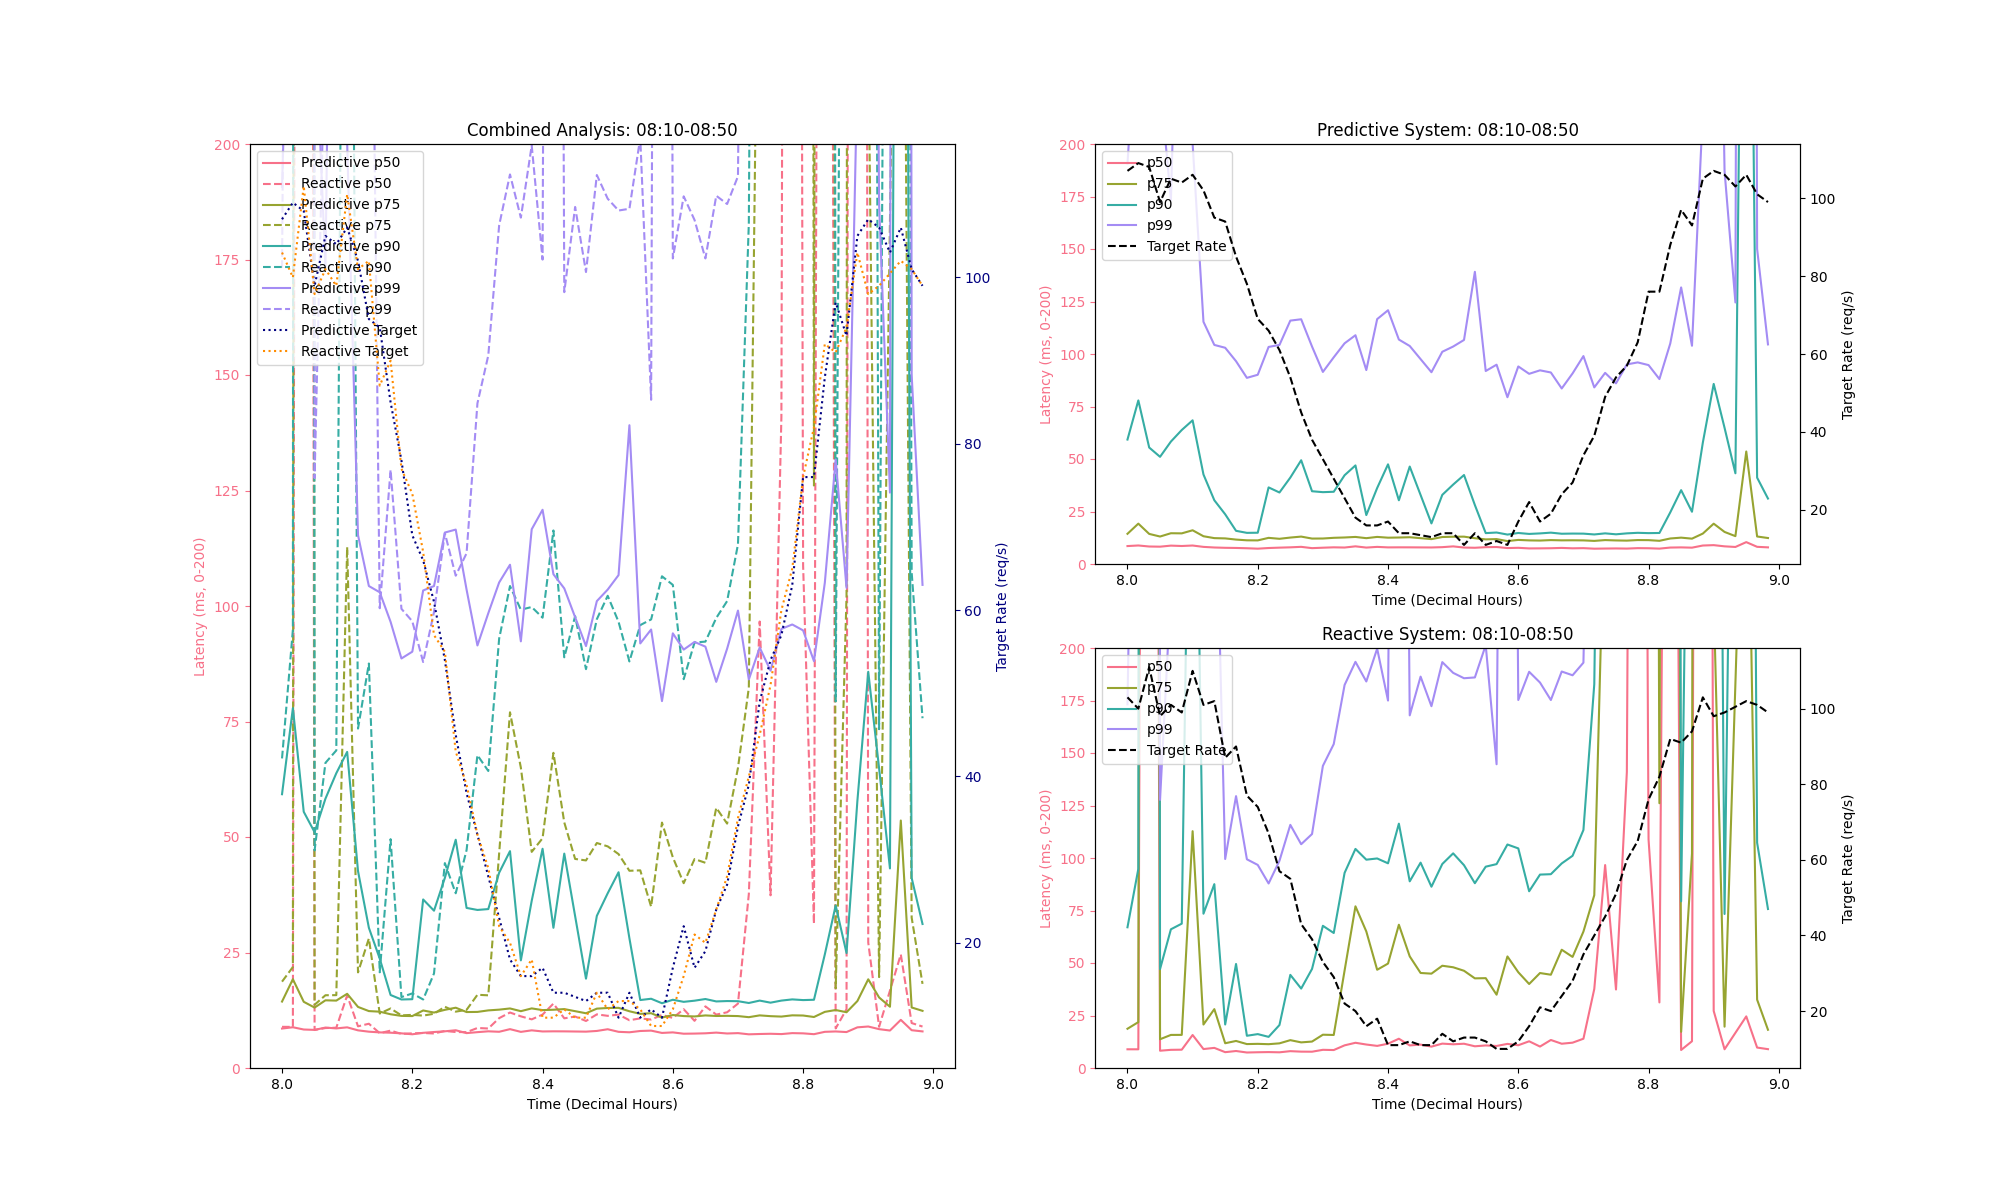 Combined Analysis: 08:10-08:50
200
175
150
125
100
75
50
25
0
Latency (ms, 0-200)
Predictive p50
Reactive p50
Predictive p75
Reactive p75
Predictive p90
Reactive p90
Predictive p99
Reactive p99
Predictive Target
Reactive Target
100
80
60
40
20
Target Rate (req/s)
8.0 8.2 8.4 8.6 8.8 9.0
Time (Decimal Hours)
Predictive System: 08:10-08:50
200
175
150
125
100
75
50
25
0
Latency (ms, 0-200)
p50
p75
p90
p99
Target Rate
100
80
60
40
20
Target Rate (req/s)
8.0 8.2 8.4 8.6 8.8 9.0
Time (Decimal Hours)
Reactive System: 08:10-08:50
200
175
150
125
100
75
50
25
0
Latency (ms, 0-200)
p50
p75
p90
p99
Target Rate
100
80
60
40
20
Target Rate (req/s)
8.0 8.2 8.4 8.6 8.8 9.0
Time (Decimal Hours)